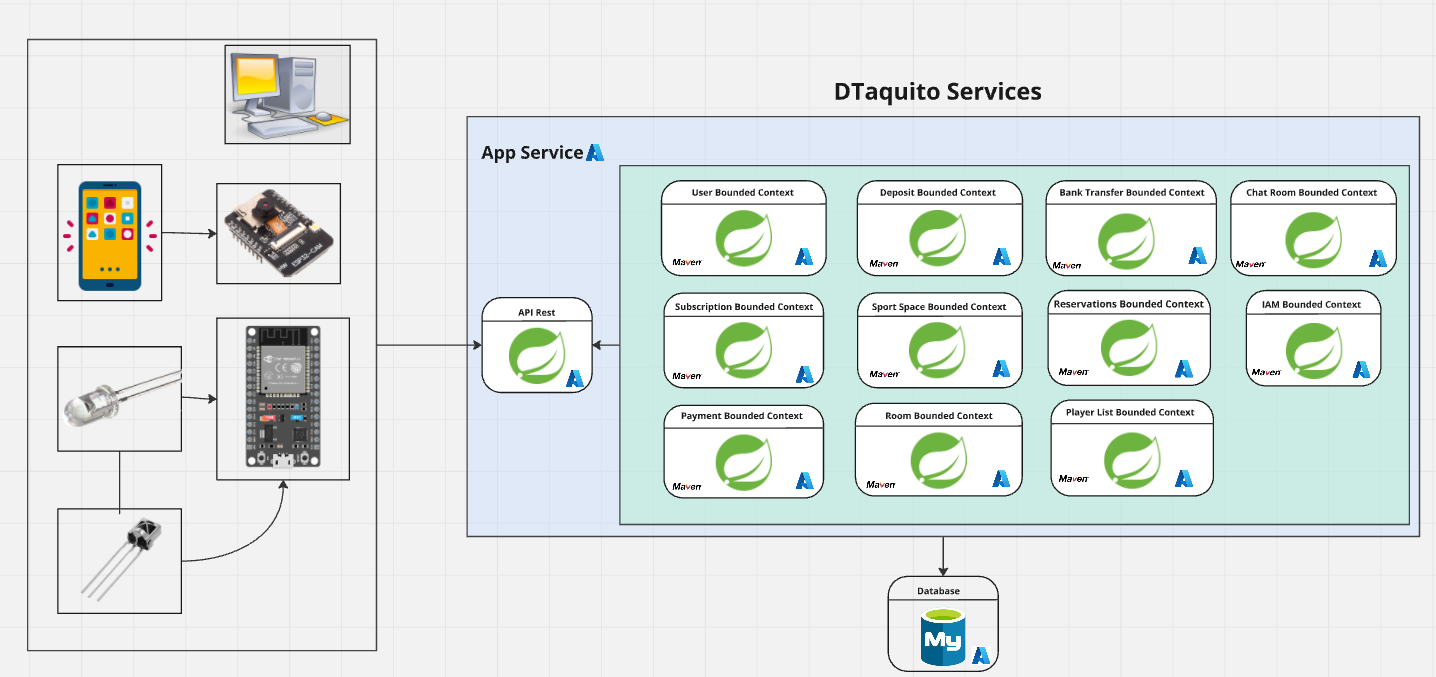 DTaquito Services
App Service
User Bounded Context
Maven
Deposit Bounded Context
Maven
Bank Transfer Bounded Context
Maven
Chat Room Bounded Context
Maven
ESP32-CAM
API Rest
Subscription Bounded Context
Maven
Sport Space Bounded Context
Maven
Reservations Bounded Context
Maven
IAM Bounded Context
Maven
Payment Bounded Context
Maven
Room Bounded Context
Maven
Player List Bounded Context
Maven
Database
My